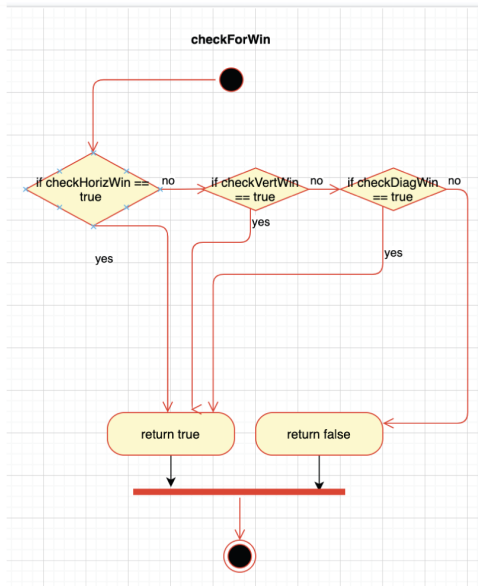 checkForWin
if checkHorizWin ==
true
no
if checkVertWin
== true
no
if checkDiagWin
== true
no
yes
yes
yes
return true
return false